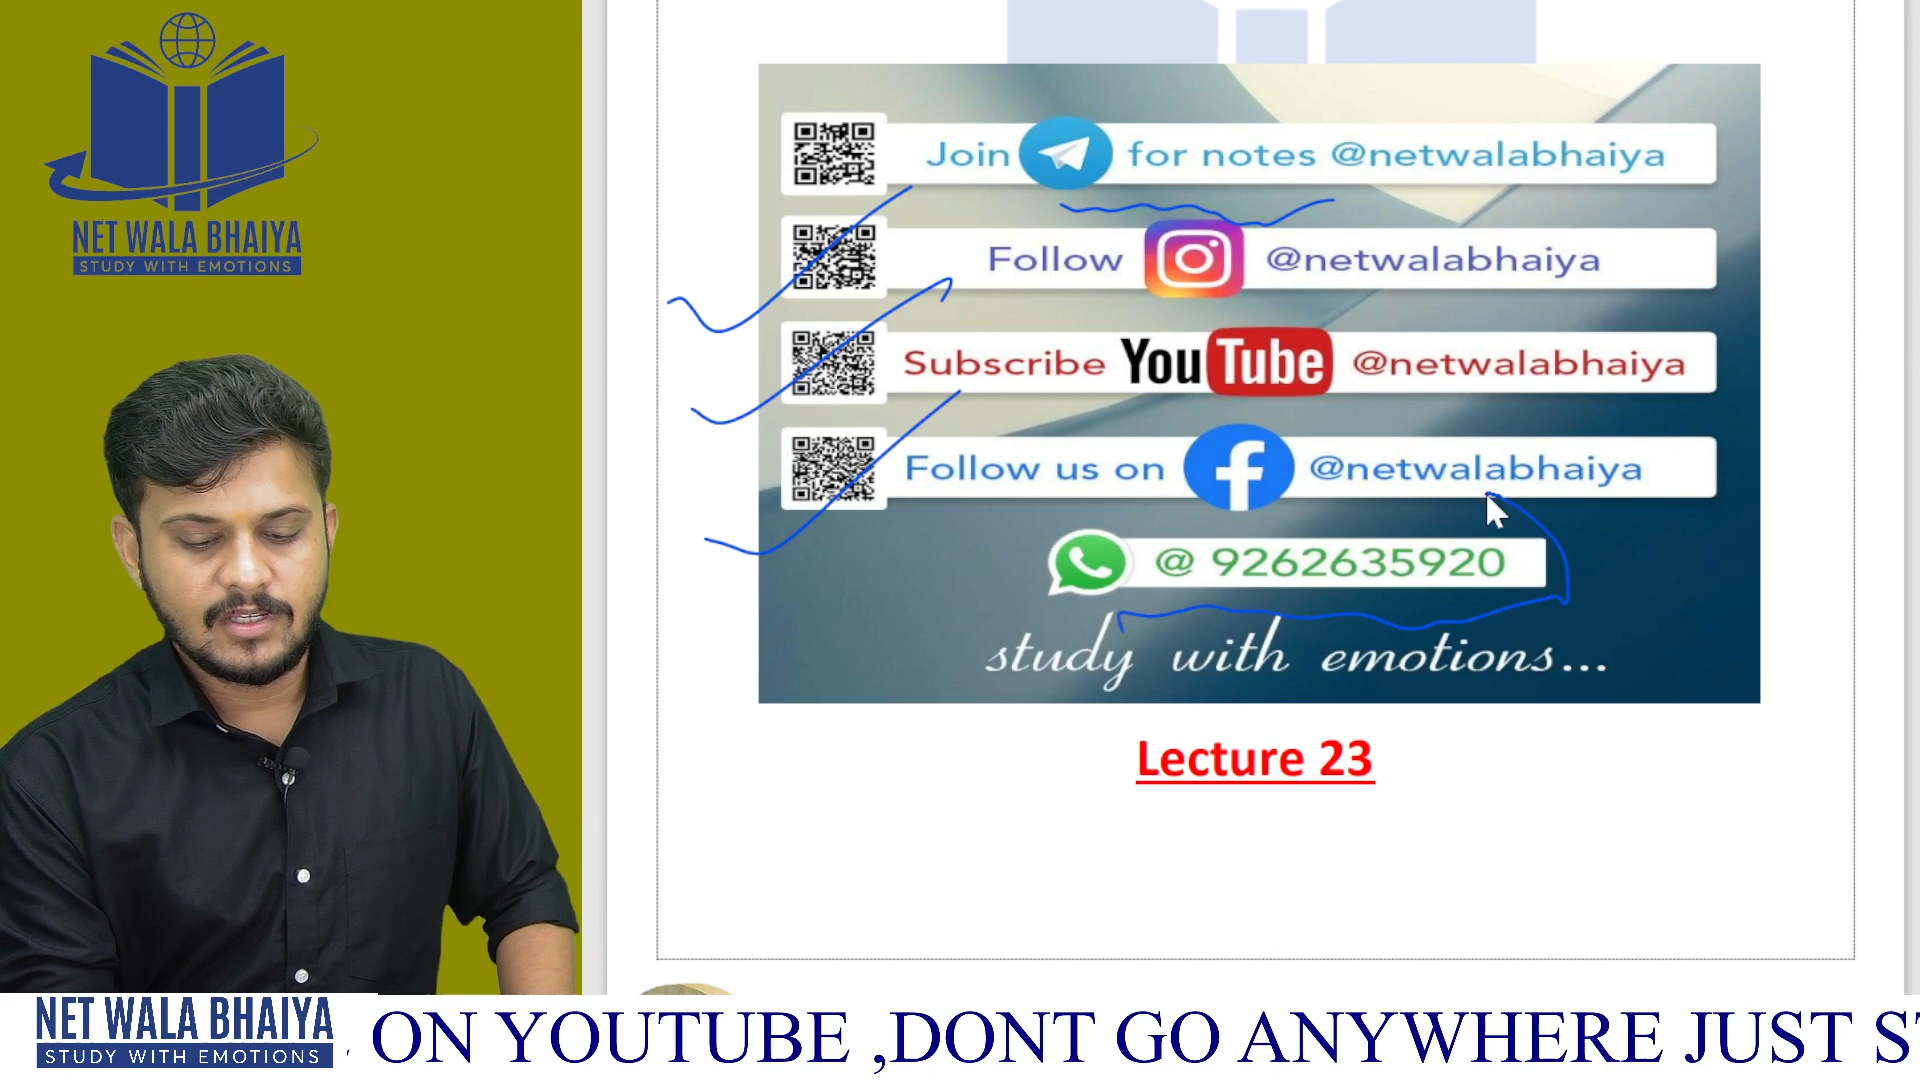 NET WALA BHAIYA
STUDY WITH EMOTIONS
Join for notes @netwalabhaiya
Follow @netwalabhaiya
Subscribe YouTube @netwalabhaiya
Follow us on f @netwalabhaiya
@ 9262635920
study with emotions...
Lecture 23
NET WALA BHAIYA
STUDY WITH EMOTIONS
ON YOUTUBE ,DONT GO ANYWHERE JUST